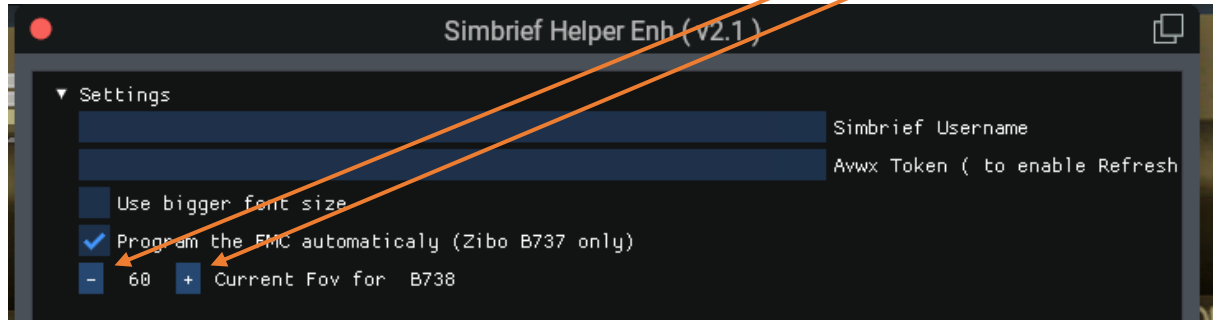 Simbrief Helper Enh ( v2.1 )
▼ Settings
Simbrief Username
Avwx Token ( to enable Refresh
Use bigger font size
Program the FMC automaticaly (Zibo B737 only)
- 60 + Current Fov for B738